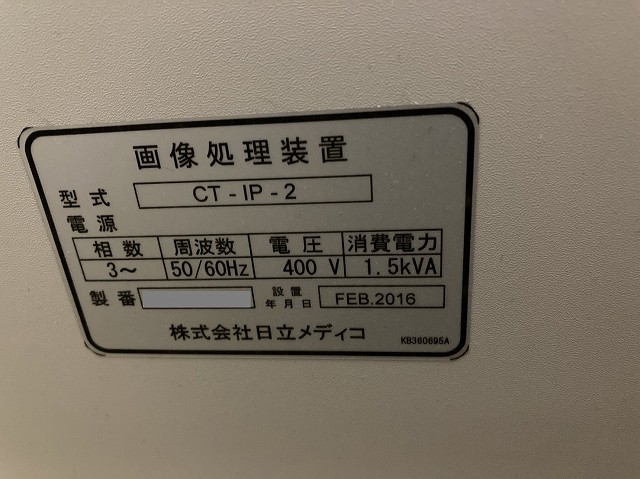 画像処理装置
型式 CT-IP-2
電源
相数 周波数 電圧 消費電力
3～ 50/60Hz 400 V 1.5kVA
製番 設置年月日 FEB.2016
株式会社日立メディコ KB360695A